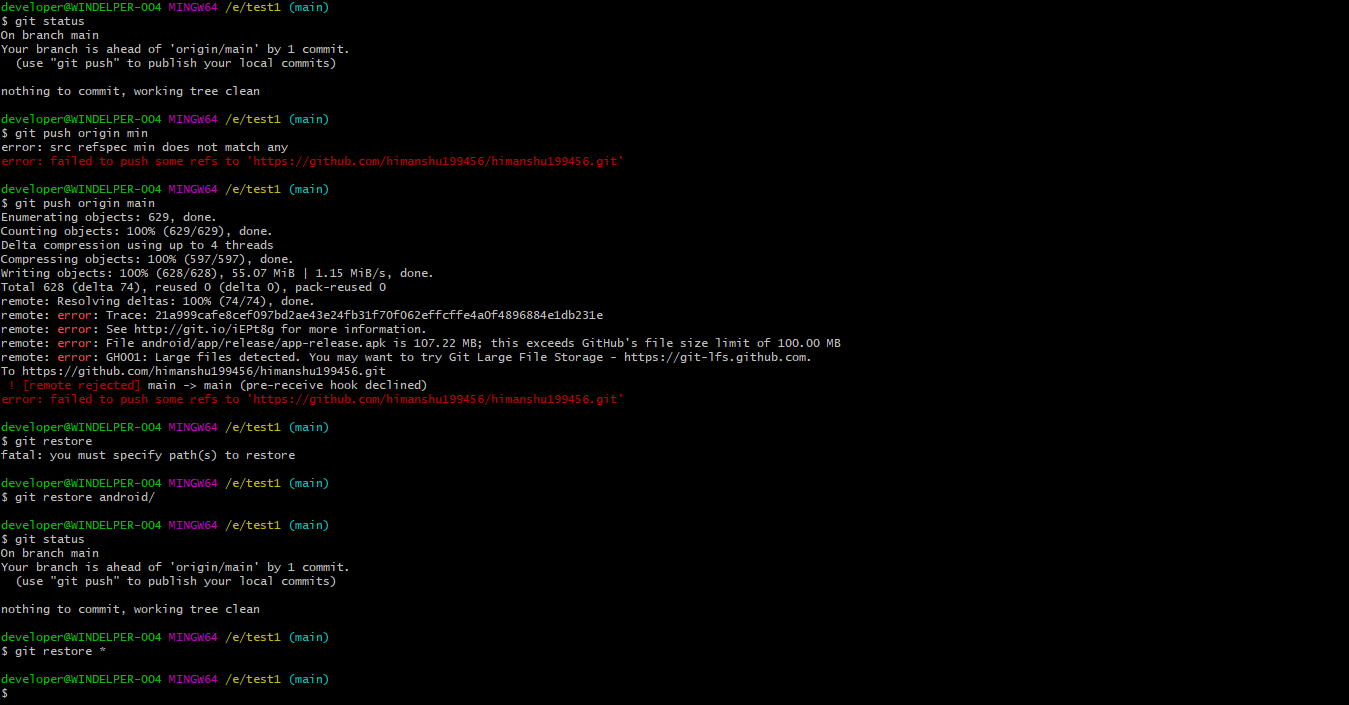 developer@WINDELPER-004 MINGW64 /e/test1 (main)
$ git status
On branch main
Your branch is ahead of 'origin/main' by 1 commit.
  (use "git push" to publish your local commits)

nothing to commit, working tree clean

developer@WINDELPER-004 MINGW64 /e/test1 (main)
$ git push origin min
error: src refspec min does not match any
error: failed to push some refs to 'https://github.com/himanshu199456/himanshu199456.git'

developer@WINDELPER-004 MINGW64 /e/test1 (main)
$ git push origin main
Enumerating objects: 629, done.
Counting objects: 100% (629/629), done.
Delta compression using up to 4 threads
Compressing objects: 100% (597/597), done.
Writing objects: 100% (628/628), 55.07 MiB | 1.15 MiB/s, done.
Total 628 (delta 74), reused 0 (delta 0), pack-reused 0
remote: Resolving deltas: 100% (74/74), done.
remote: error: Trace: 21a999cafe8cef097bd2ae43e24fb31f70f062effcffe4a0f4896884e1db231e
remote: error: See http://git.io/iEPt8g for more information.
remote: error: File android/app/release/app-release.apk is 107.22 MB; this exceeds GitHub's file size limit of 100.00 MB
remote: error: GH001: Large files detected. You may want to try Git Large File Storage - https://git-lfs.github.com.
To https://github.com/himanshu199456/himanshu199456.git
 ! [remote rejected] main -> main (pre-receive hook declined)
error: failed to push some refs to 'https://github.com/himanshu199456/himanshu199456.git'

developer@WINDELPER-004 MINGW64 /e/test1 (main)
$ git restore
fatal: you must specify path(s) to restore

developer@WINDELPER-004 MINGW64 /e/test1 (main)
$ git restore android/

developer@WINDELPER-004 MINGW64 /e/test1 (main)
$ git status
On branch main
Your branch is ahead of 'origin/main' by 1 commit.
  (use "git push" to publish your local commits)

nothing to commit, working tree clean

developer@WINDELPER-004 MINGW64 /e/test1 (main)
$ git restore *

developer@WINDELPER-004 MINGW64 /e/test1 (main)
$